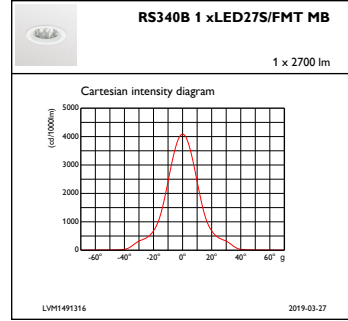 RS340B 1 xLED27S/FMT MB
1 x 2700 lm
Cartesian intensity diagram
(cd/1000lm)
5000
4000
3000
2000
1000
0
-60° -40° -20° 0° 20° 40° 60° g
LVM1491316 2019-03-27